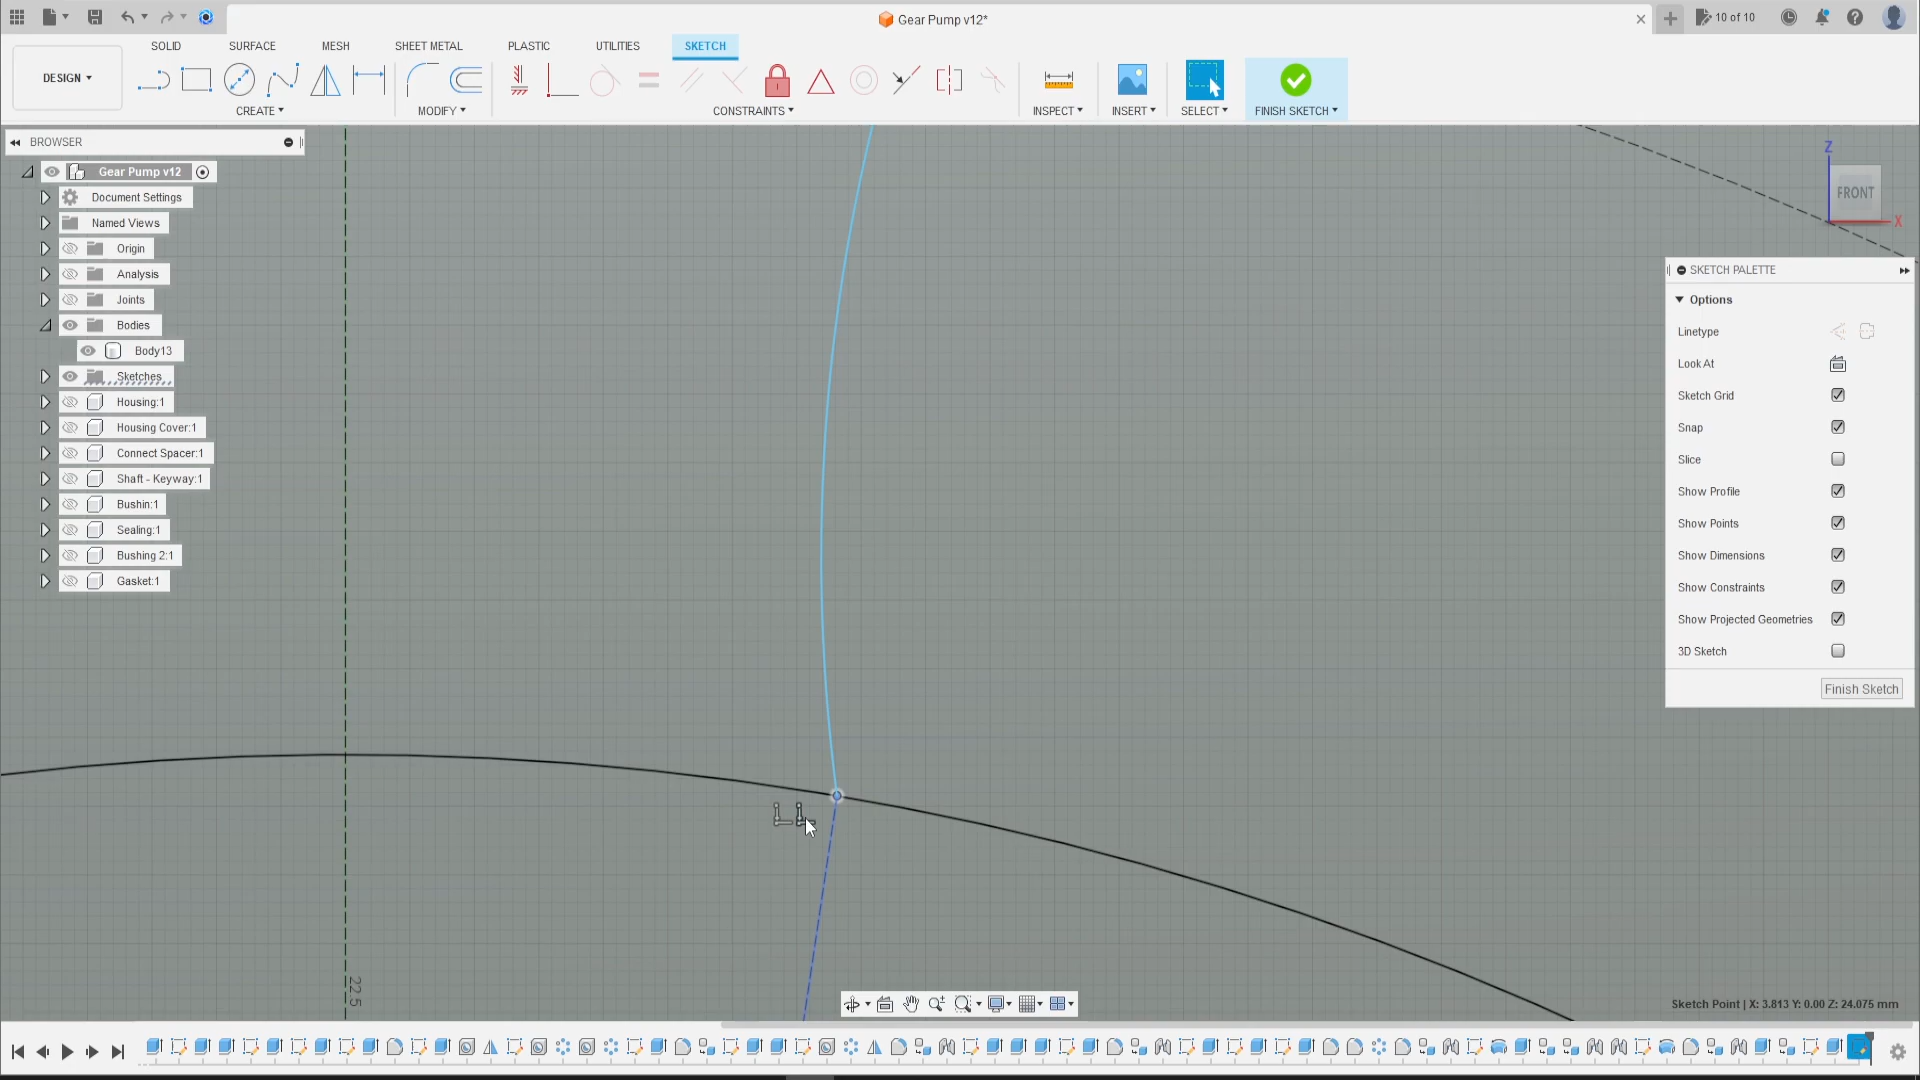 Gear Pump v12*
10 of 10
DESIGN
SOLID
SURFACE
MESH
SHEET METAL
PLASTIC
UTILITIES
SKETCH
CREATE
MODIFY
CONSTRAINTS
INSPECT
INSERT
SELECT
FINISH SKETCH
BROWSER
Gear Pump v12
Document Settings
Named Views
Origin
Analysis
Joints
Bodies
Body13
Sketches
Housing:1
Housing Cover:1
Connect Spacer:1
Shaft - Keyway:1
Bushin:1
Sealing:1
Bushing 2:1
Gasket:1
Z
FRONT
X
SKETCH PALETTE
Options
Linetype
Look At
Sketch Grid
Snap
Slice
Show Profile
Show Points
Show Dimensions
Show Constraints
Show Projected Geometries
3D Sketch
Finish Sketch
22.5
Sketch Point | X: 3.813 Y: 0.00 Z: 24.075 mm